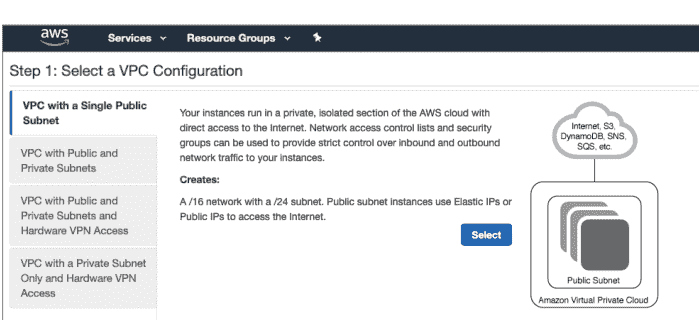 aws
Services
Resource Groups
Step 1: Select a VPC Configuration
VPC with a Single Public
Subnet
VPC with Public and
Private Subnets
VPC with Public and
Private Subnets and
Hardware VPN Access
VPC with a Private Subnet
Only and Hardware VPN
Access
Your instances run in a private, isolated section of the AWS cloud with
direct access to the Internet. Network access control lists and security
groups can be used to provide strict control over inbound and outbound
network traffic to your instances.
Creates:
A /16 network with a /24 subnet. Public subnet instances use Elastic IPs or
Public IPs to access the Internet.
Select
Internet, S3,
DynamoDB, SNS,
SQS, etc.
Public Subnet
Amazon Virtual Private Cloud